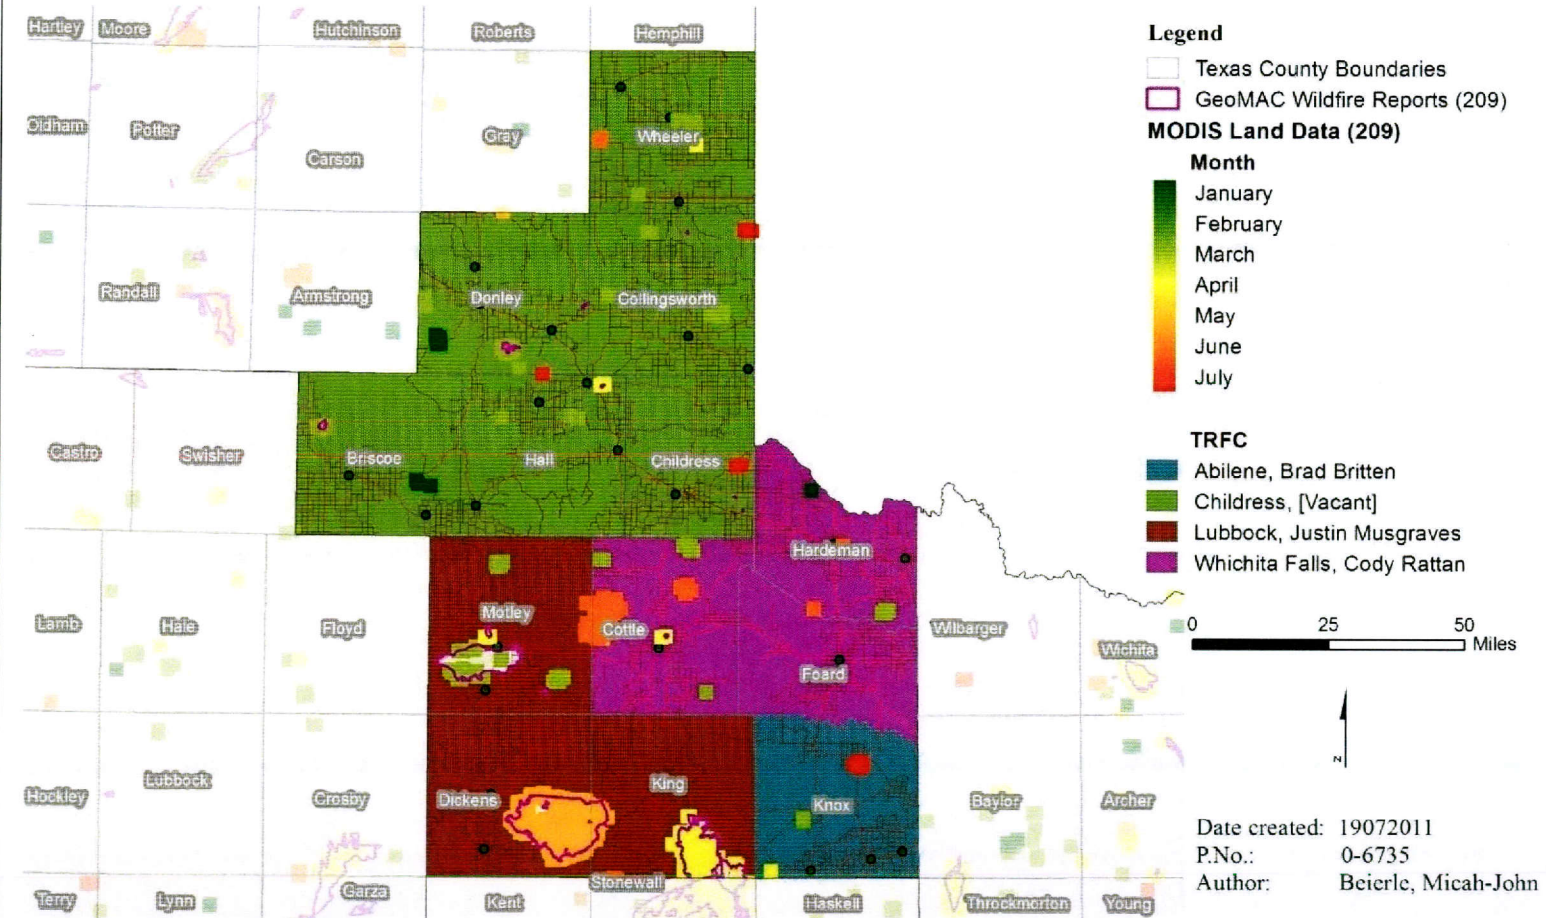 Hartley Moore Hutchinson Roberts Hemphill
Oldham Potter Carson Gray Wheeler
Randall Armstrong Donley Collingsworth
Castro Swisher Briscoe Hall Childress
Hardeman
Lamb Hale Floyd Motley Cottle Wilbarger
Foard Wichita
Hockley Lubbock Crosby Dickens King Knox Baylor Archer
Terry Lynn Garza Kent Stonewall Haskell Throckmorton Young
Legend
Texas County Boundaries
GeoMAC Wildfire Reports (209)
MODIS Land Data (209)
Month
January
February
March
April
May
June
July
TRFC
Abilene, Brad Britten
Childress, [Vacant]
Lubbock, Justin Musgraves
Whichita Falls, Cody Rattan
0 25 50
Miles
N
Date created: 19072011
P.No.: 0-6735
Author: Beierle, Micah-John